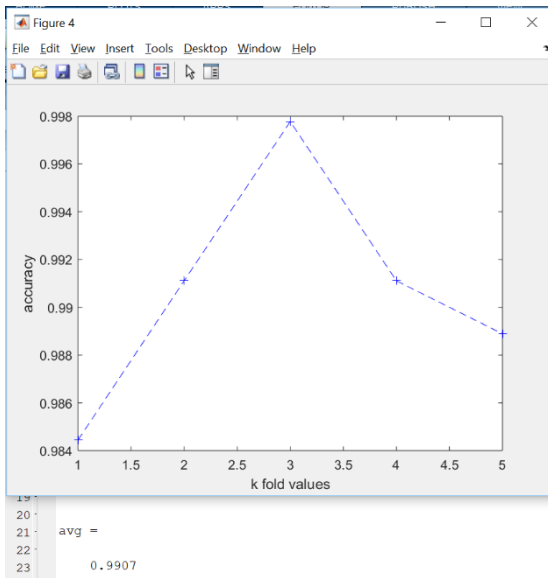 Figure 4
File Edit View Insert Tools Desktop Window Help
0.998
0.996
0.994
0.992
0.99
0.988
0.986
0.984
accuracy
1 1.5 2 2.5 3 3.5 4 4.5 5
k fold values
19
20
21 avg =
22
23 0.9907